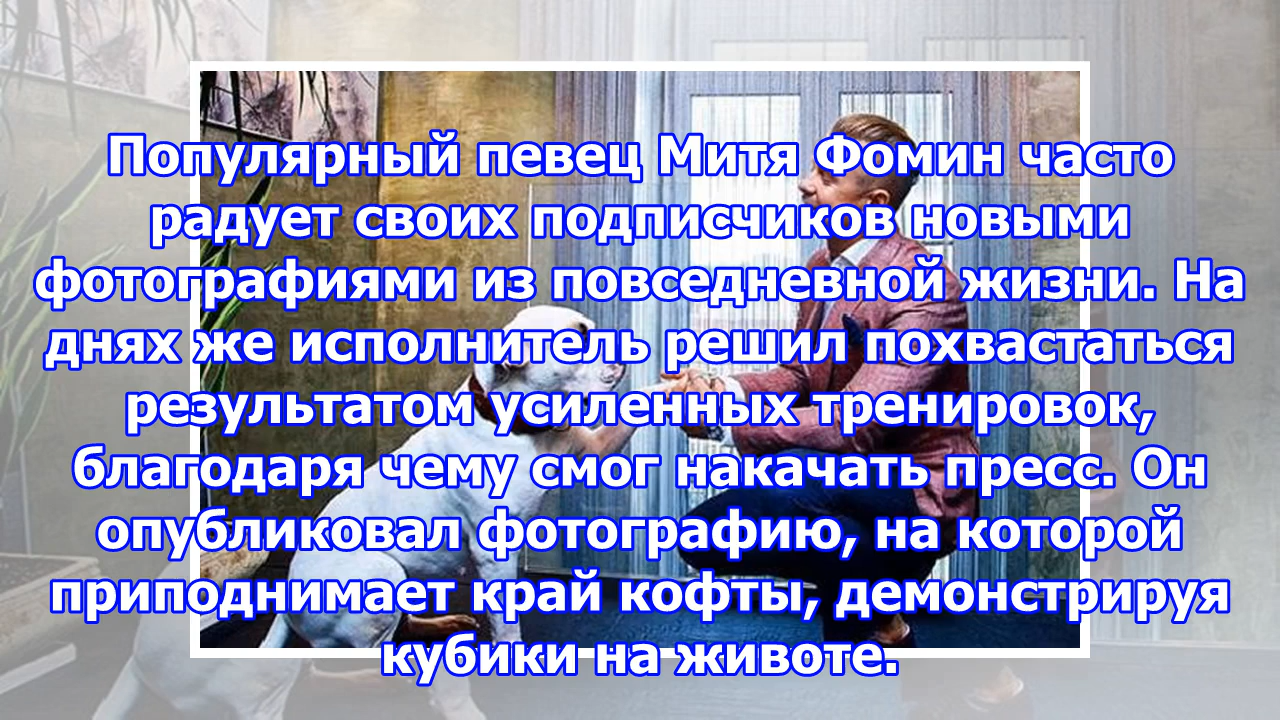 Популярный певец Митя Фомин часто
радует своих подписчиков новыми
фотографиями из повседневной жизни. На
днях же исполнитель решил похвастаться
результатом усиленных тренировок,
благодаря чему смог накачать пресс. Он
опубликовал фотографию, на которой
приподнимает край кофты, демонстрируя
кубики на животе.